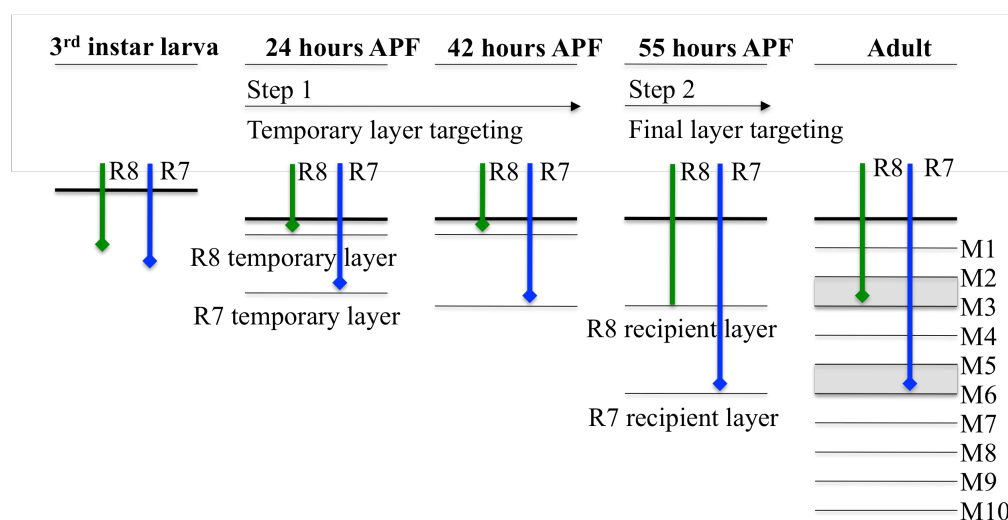 3rd instar larva
24 hours APF
42 hours APF
55 hours APF
Adult
Step 1
Temporary layer targeting
Step 2
Final layer targeting
R8 R7
R8 R7
R8 R7
R8 R7
R8 R7
R8 temporary layer
R7 temporary layer
R8 recipient layer
R7 recipient layer
M1
M2
M3
M4
M5
M6
M7
M8
M9
M10